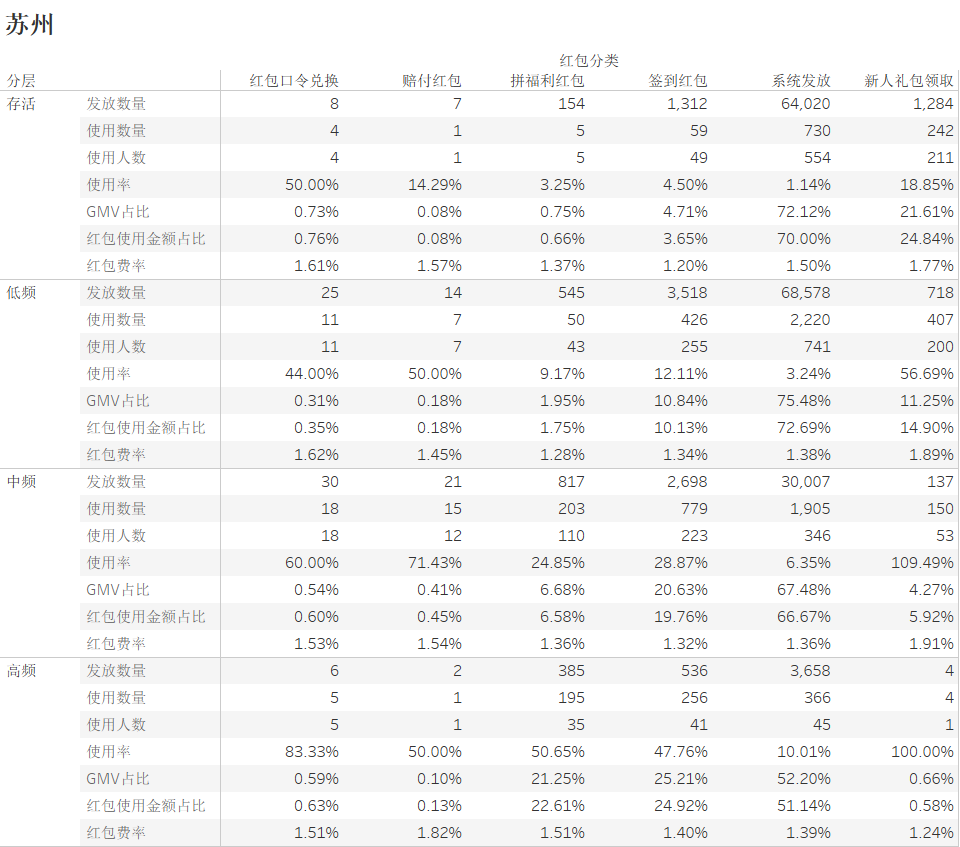 苏州
红包分类
分层 红包口令兑换 赔付红包 拼福利红包 签到红包 系统发放 新人礼包领取
存活 发放数量 8 7 154 1,312 64,020 1,284
使用数量 4 1 5 59 730 242
使用人数 4 1 5 49 554 211
使用率 50.00% 14.29% 3.25% 4.50% 1.14% 18.85%
GMV占比 0.73% 0.08% 0.75% 4.71% 72.12% 21.61%
红包使用金额占比 0.76% 0.08% 0.66% 3.65% 70.00% 24.84%
红包费率 1.61% 1.57% 1.37% 1.20% 1.50% 1.77%
低频 发放数量 25 14 545 3,518 68,578 718
使用数量 11 7 50 426 2,220 407
使用人数 11 7 43 255 741 200
使用率 44.00% 50.00% 9.17% 12.11% 3.24% 56.69%
GMV占比 0.31% 0.18% 1.95% 10.84% 75.48% 11.25%
红包使用金额占比 0.35% 0.18% 1.75% 10.13% 72.69% 14.90%
红包费率 1.62% 1.45% 1.28% 1.34% 1.38% 1.89%
中频 发放数量 30 21 817 2,698 30,007 137
使用数量 18 15 203 779 1,905 150
使用人数 18 12 110 223 346 53
使用率 60.00% 71.43% 24.85% 28.87% 6.35% 109.49%
GMV占比 0.54% 0.41% 6.68% 20.63% 67.48% 4.27%
红包使用金额占比 0.60% 0.45% 6.58% 19.76% 66.67% 5.92%
红包费率 1.53% 1.54% 1.36% 1.32% 1.36% 1.91%
高频 发放数量 6 2 385 536 3,658 4
使用数量 5 1 195 256 366 4
使用人数 5 1 35 41 45 1
使用率 83.33% 50.00% 50.65% 47.76% 10.01% 100.00%
GMV占比 0.59% 0.10% 21.25% 25.21% 52.20% 0.66%
红包使用金额占比 0.63% 0.13% 22.61% 24.92% 51.14% 0.58%
红包费率 1.51% 1.82% 1.51% 1.40% 1.39% 1.24%